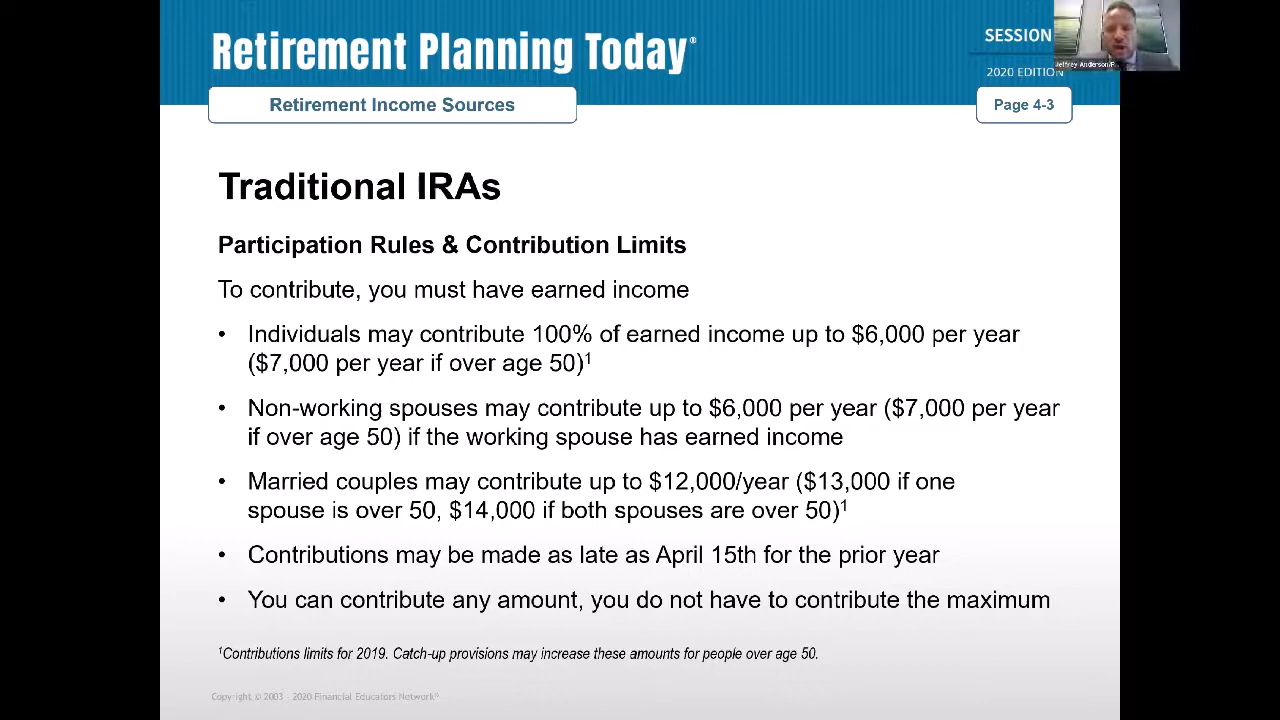 Retirement Planning Today®
SESSION
2020 EDITION
Jeffrey Anderson/F...
Retirement Income Sources
Page 4-3
Traditional IRAs
Participation Rules & Contribution Limits
To contribute, you must have earned income
• Individuals may contribute 100% of earned income up to $6,000 per year
($7,000 per year if over age 50)¹
• Non-working spouses may contribute up to $6,000 per year ($7,000 per year
if over age 50) if the working spouse has earned income
• Married couples may contribute up to $12,000/year ($13,000 if one
spouse is over 50, $14,000 if both spouses are over 50)¹
• Contributions may be made as late as April 15th for the prior year
• You can contribute any amount, you do not have to contribute the maximum
¹Contributions limits for 2019. Catch-up provisions may increase these amounts for people over age 50.
Copyright © 2003 - 2020 Financial Educators Network®